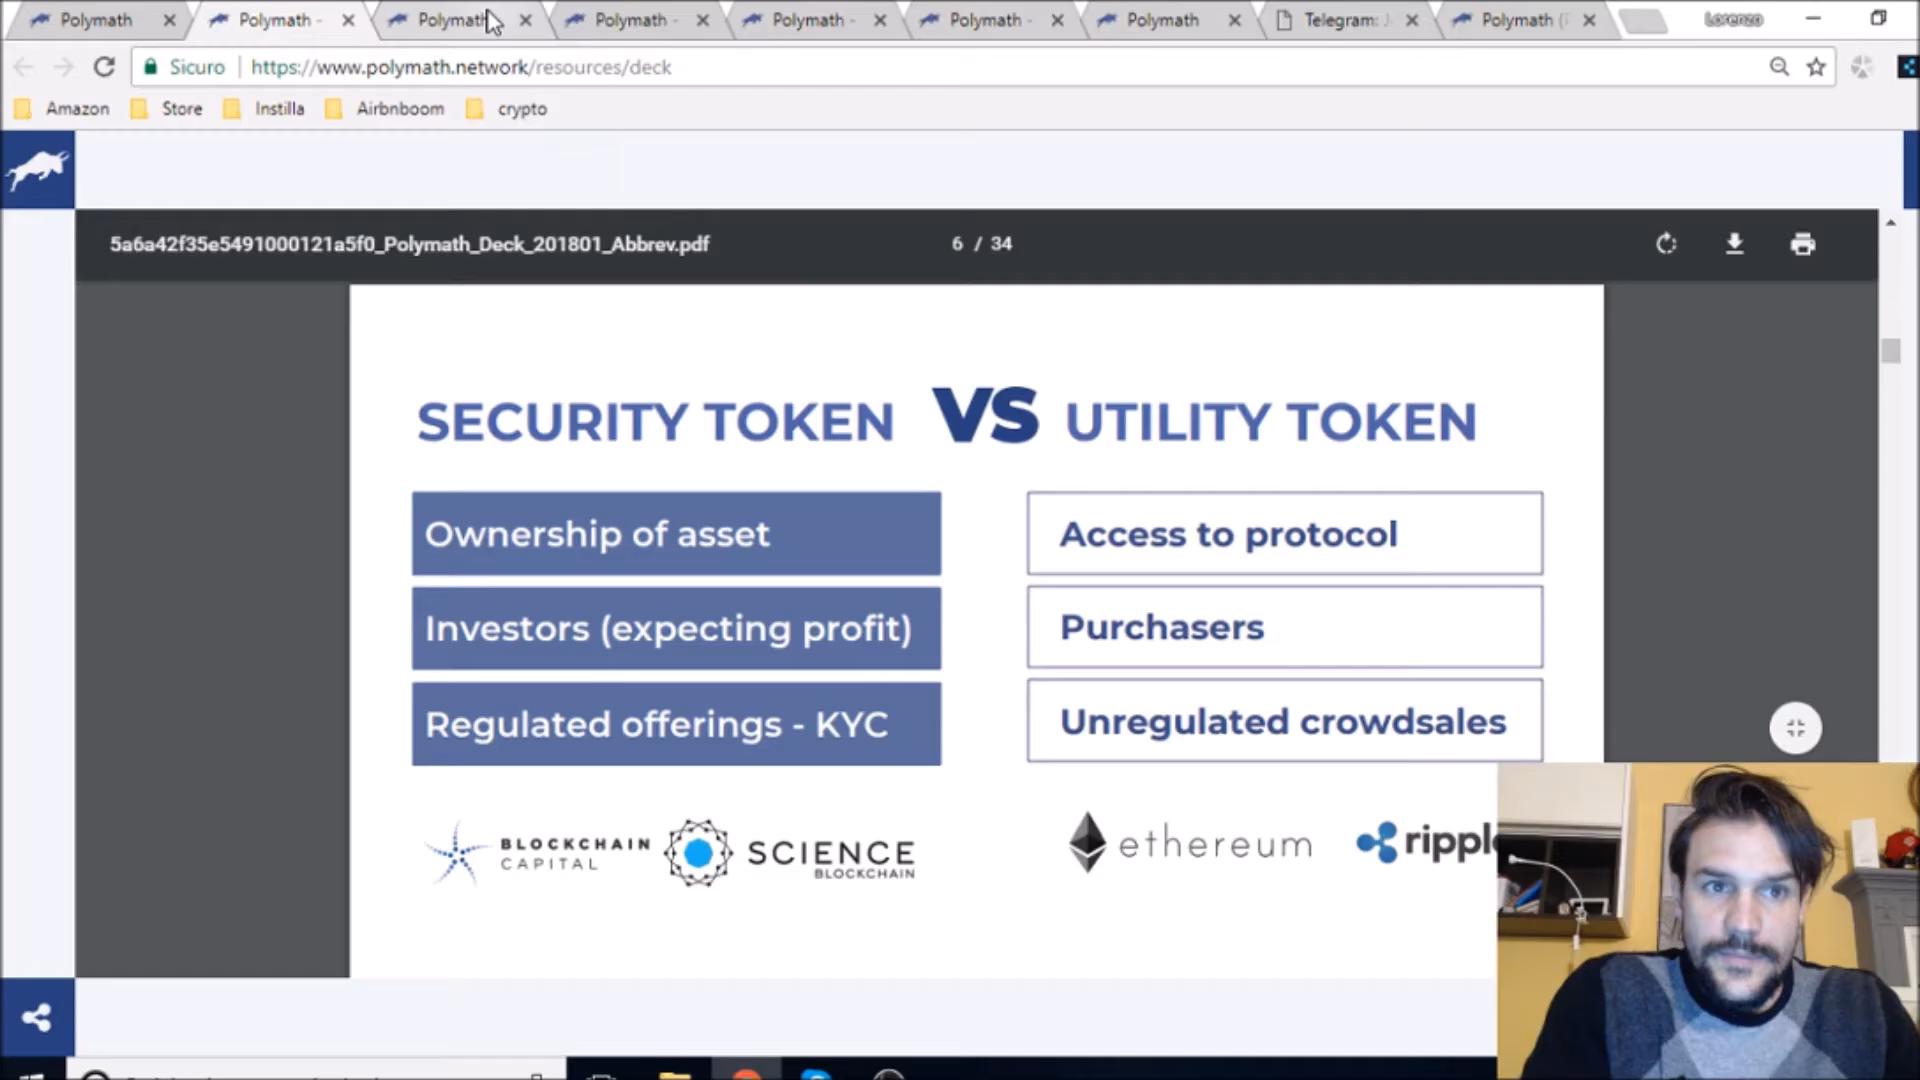 Polymath
Polymath -
Polymath
Polymath -
Polymath -
Polymath -
Polymath
Telegram:
Polymath (
Lorenzo
Sicuro
https://www.polymath.network/resources/deck
Amazon
Store
Instilla
Airbnboom
crypto
5a6a42f35e5491000121a5f0_Polymath_Deck_201801_Abbrev.pdf
6 / 34
SECURITY TOKEN VS UTILITY TOKEN
Ownership of asset
Access to protocol
Investors (expecting profit)
Purchasers
Regulated offerings - KYC
Unregulated crowdsales
BLOCKCHAIN
CAPITAL
SCIENCE
BLOCKCHAIN
ethereum
ripple